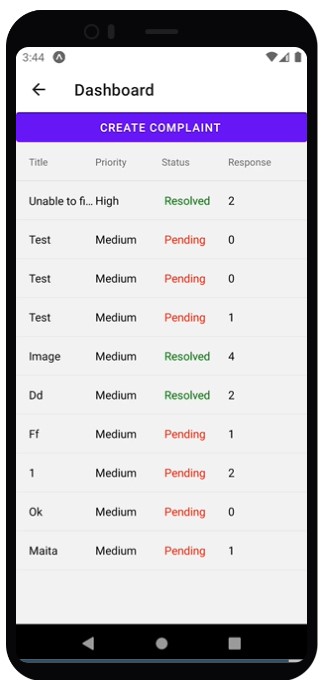 3:44
Dashboard
CREATE COMPLAINT
Title Priority Status Response
Unable to fi... High Resolved 2
Test Medium Pending 0
Test Medium Pending 0
Test Medium Pending 1
Image Medium Resolved 4
Dd Medium Resolved 2
Ff Medium Pending 1
1 Medium Pending 2
Ok Medium Pending 0
Maita Medium Pending 1